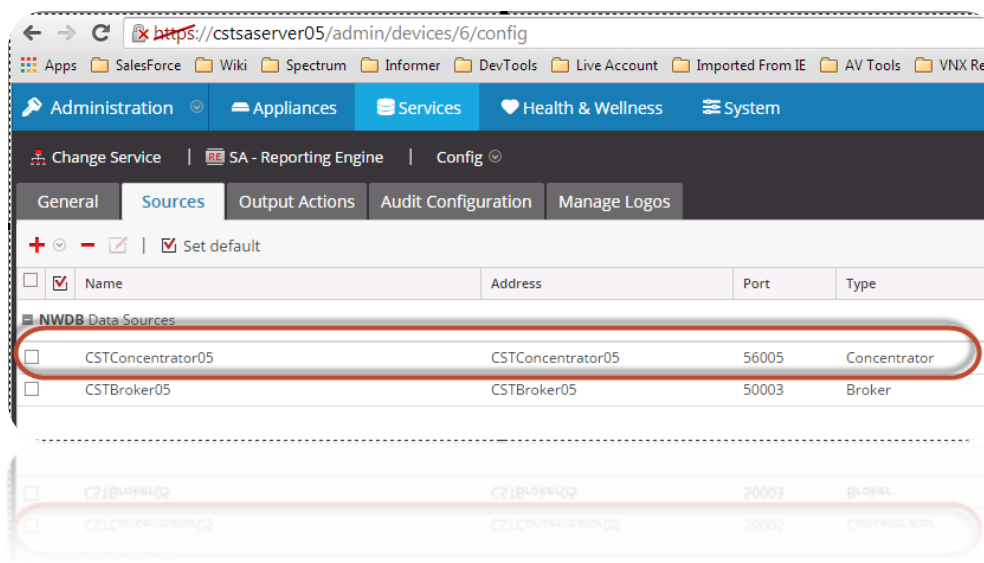 https://cstsaserver05/admin/devices/6/config
Apps SalesForce Wiki Spectrum Informer DevTools Live Account Imported From IE AV Tools VNX Re
Administration Appliances Services Health & Wellness System
Change Service | RE SA - Reporting Engine | Config
General Sources Output Actions Audit Configuration Manage Logos
| Set default
Name Address Port Type
NWDB Data Sources
CSTConcentrator05 CSTConcentrator05 56005 Concentrator
CSTBroker05 CSTBroker05 50003 Broker